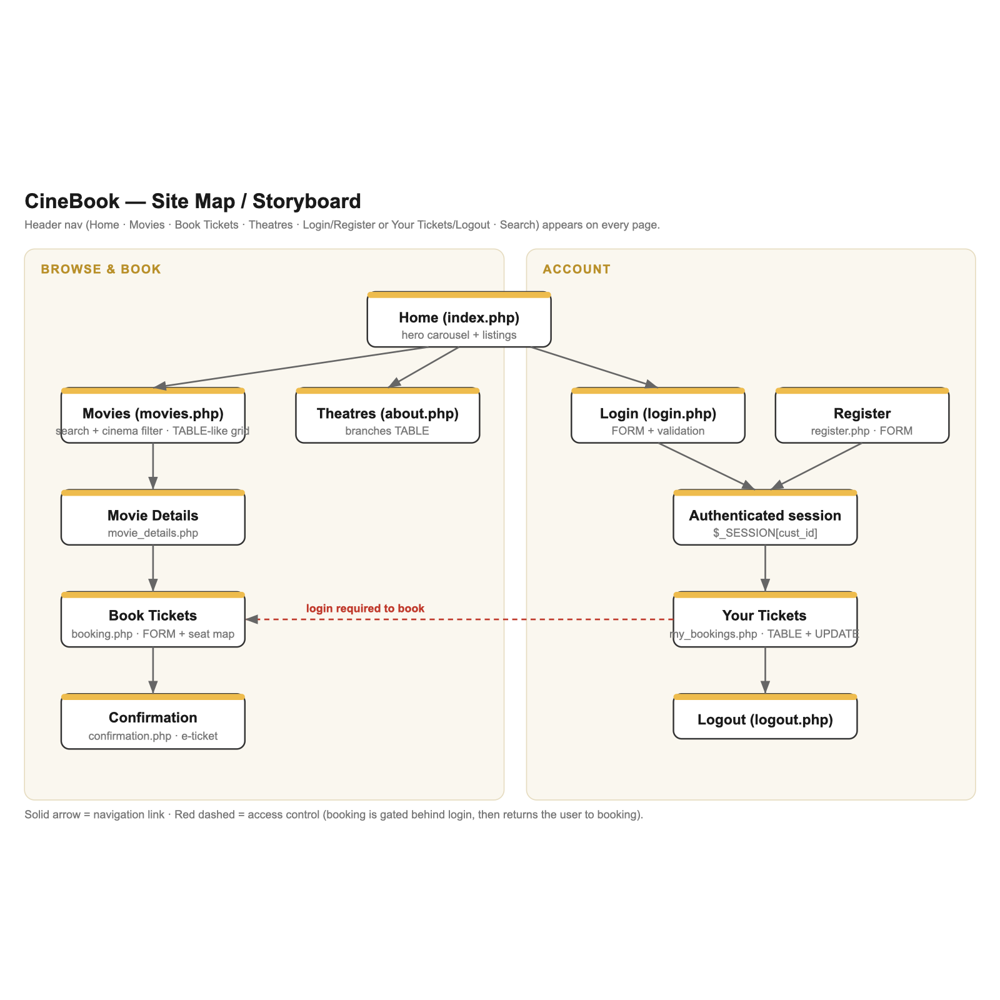 CineBook — Site Map / Storyboard
Header nav (Home · Movies · Book Tickets · Theatres · Login/Register or Your Tickets/Logout · Search) appears on every page.
BROWSE & BOOK
ACCOUNT
Home (index.php)
hero carousel + listings
Movies (movies.php)
search + cinema filter · TABLE-like grid
Theatres (about.php)
branches TABLE
Login (login.php)
FORM + validation
Register
register.php · FORM
Movie Details
movie_details.php
Authenticated session
$_SESSION[cust_id]
Book Tickets
booking.php · FORM + seat map
login required to book
Your Tickets
my_bookings.php · TABLE + UPDATE
Confirmation
confirmation.php · e-ticket
Logout (logout.php)
Solid arrow = navigation link · Red dashed = access control (booking is gated behind login, then returns the user to booking).